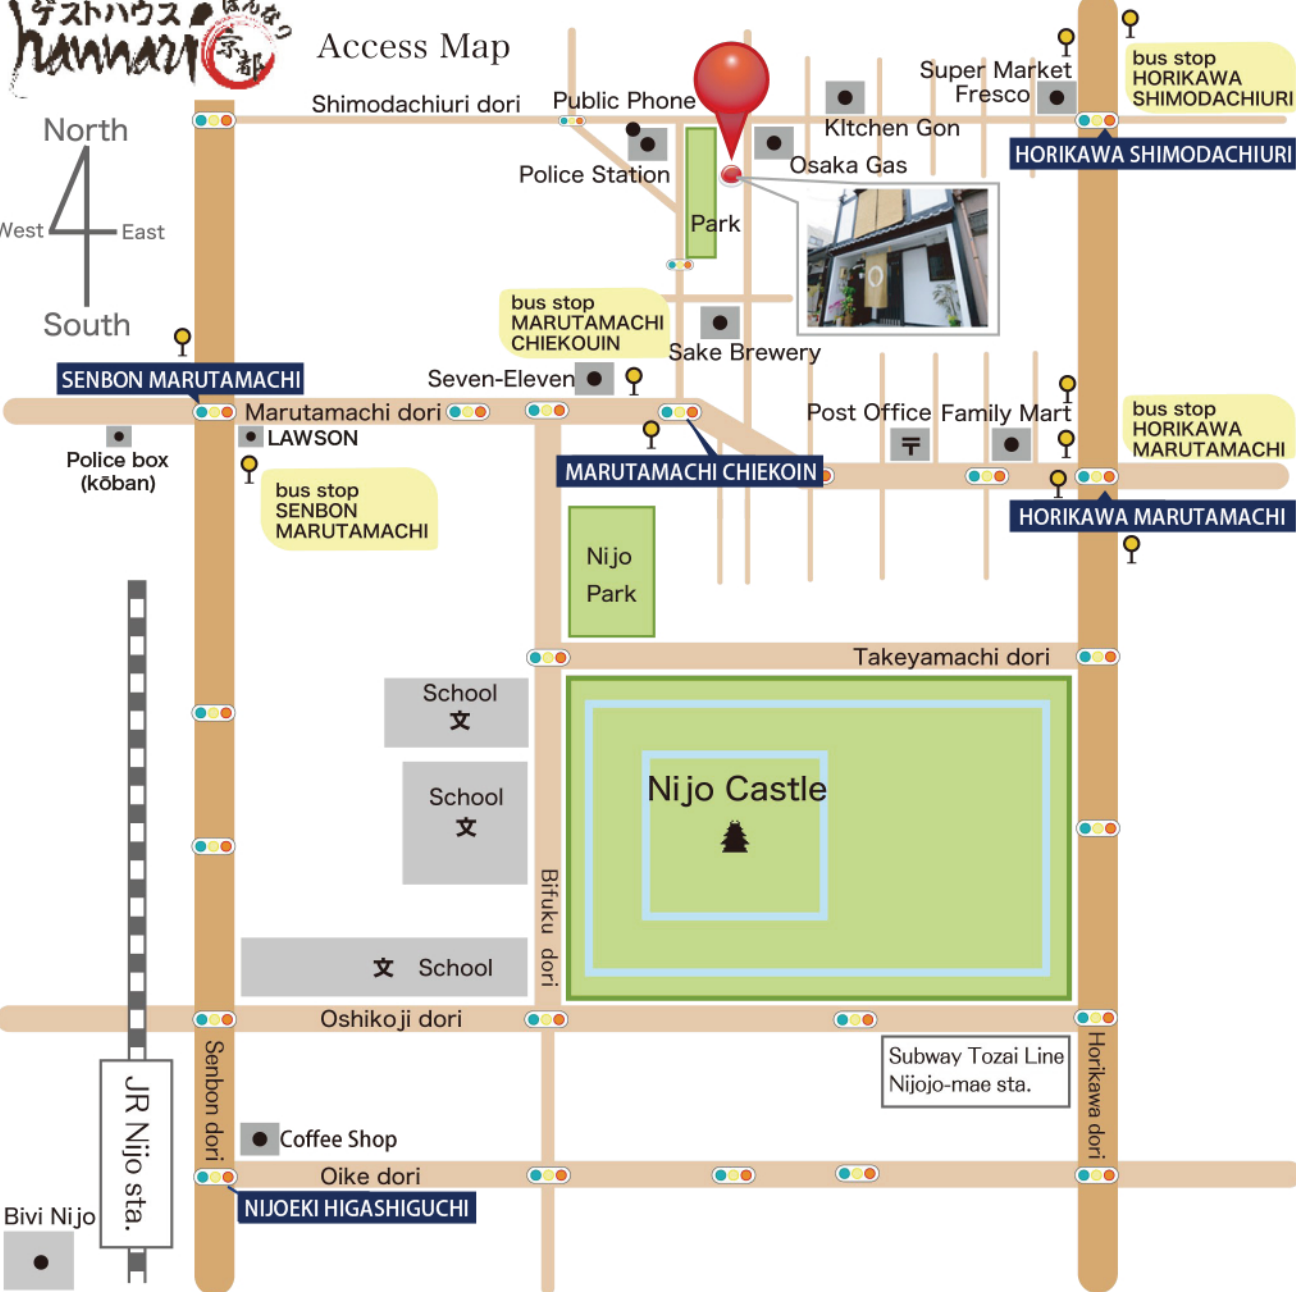 ゲストハウス
hannari
はんなり
京都
Access Map
North
West
East
South
Shimodachiuri dori
Public Phone
Police Station
Park
Osaka Gas
KItchen Gon
Super Market
Fresco
bus stop
HORIKAWA
SHIMODACHIURI
HORIKAWA SHIMODACHIURI
bus stop
MARUTAMACHI
CHIEKOUIN
Sake Brewery
Seven-Eleven
SENBON MARUTAMACHI
Marutamachi dori
LAWSON
Police box
(kōban)
bus stop
SENBON
MARUTAMACHI
MARUTAMACHI CHIEKOIN
Post Office
〒
Family Mart
bus stop
HORIKAWA
MARUTAMACHI
HORIKAWA MARUTAMACHI
Nijo
Park
Takeyamachi dori
School
文
School
文
文 School
Nijo Castle
Bifuku dori
Oshikoji dori
Subway Tozai Line
Nijojo-mae sta.
Senbon dori
Horikawa dori
JR Nijo sta.
Coffee Shop
Oike dori
NIJOEKI HIGASHIGUCHI
Bivi Nijo